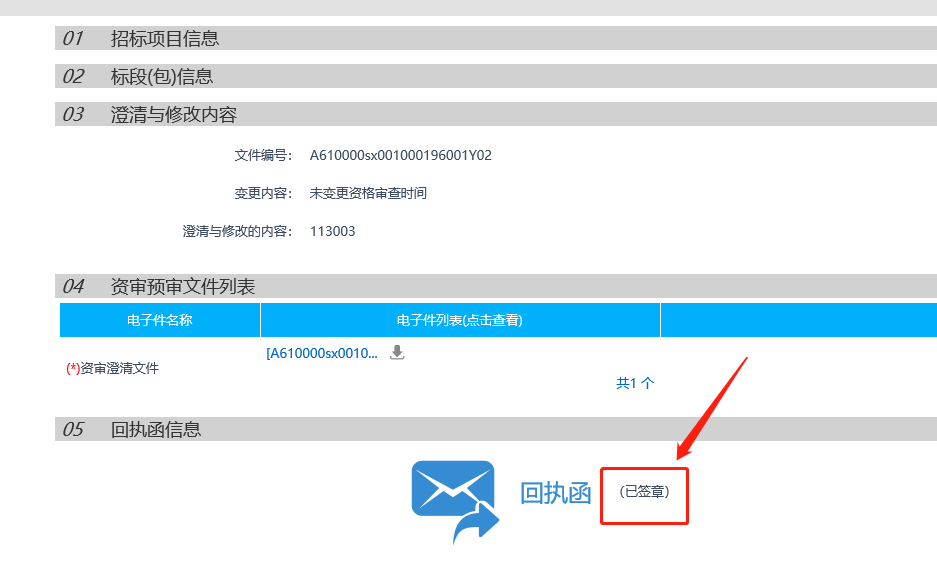 01 招标项目信息
02 标段(包)信息
03 澄清与修改内容
文件编号： A610000sx001000196001Y02
变更内容： 未变更资格审查时间
澄清与修改的内容： 113003
04 资审预审文件列表
电子件名称 电子件列表(点击查看)
[A610000sx0010...
(*)资审澄清文件
共1 个
05 回执函信息
回执函 （已签章）